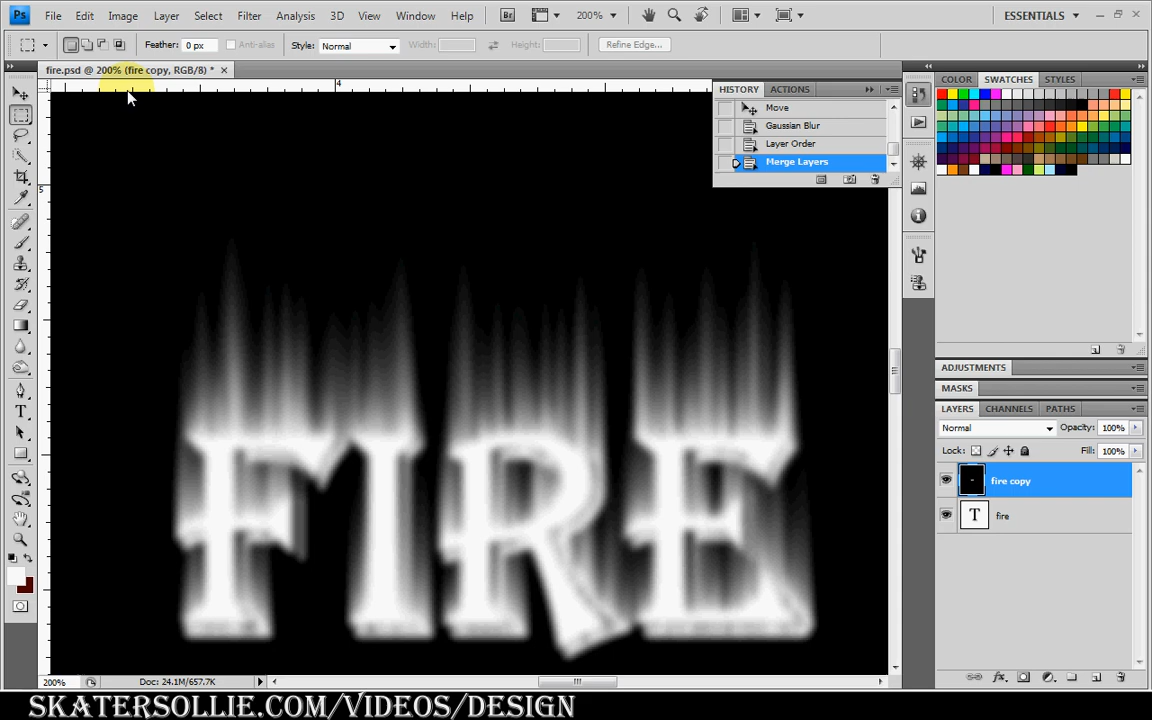 Ps File Edit Image Layer Select Filter Analysis 3D View Window Help Br 200% ESSENTIALS
Feather: 0 px Anti-alias Style: Normal Width: Height: Refine Edge...
fire.psd @ 200% (fire copy, RGB/8) *
4
5
HISTORY ACTIONS
Move
Gaussian Blur
Layer Order
Merge Layers
COLOR SWATCHES STYLES
ADJUSTMENTS
MASKS
LAYERS CHANNELS PATHS
Normal Opacity: 100%
Lock: Fill: 100%
fire copy
T fire
FIRE
200% Doc: 24.1M/657.7K
SKATERSOLLIE.COM/VIDEOS/DESIGN